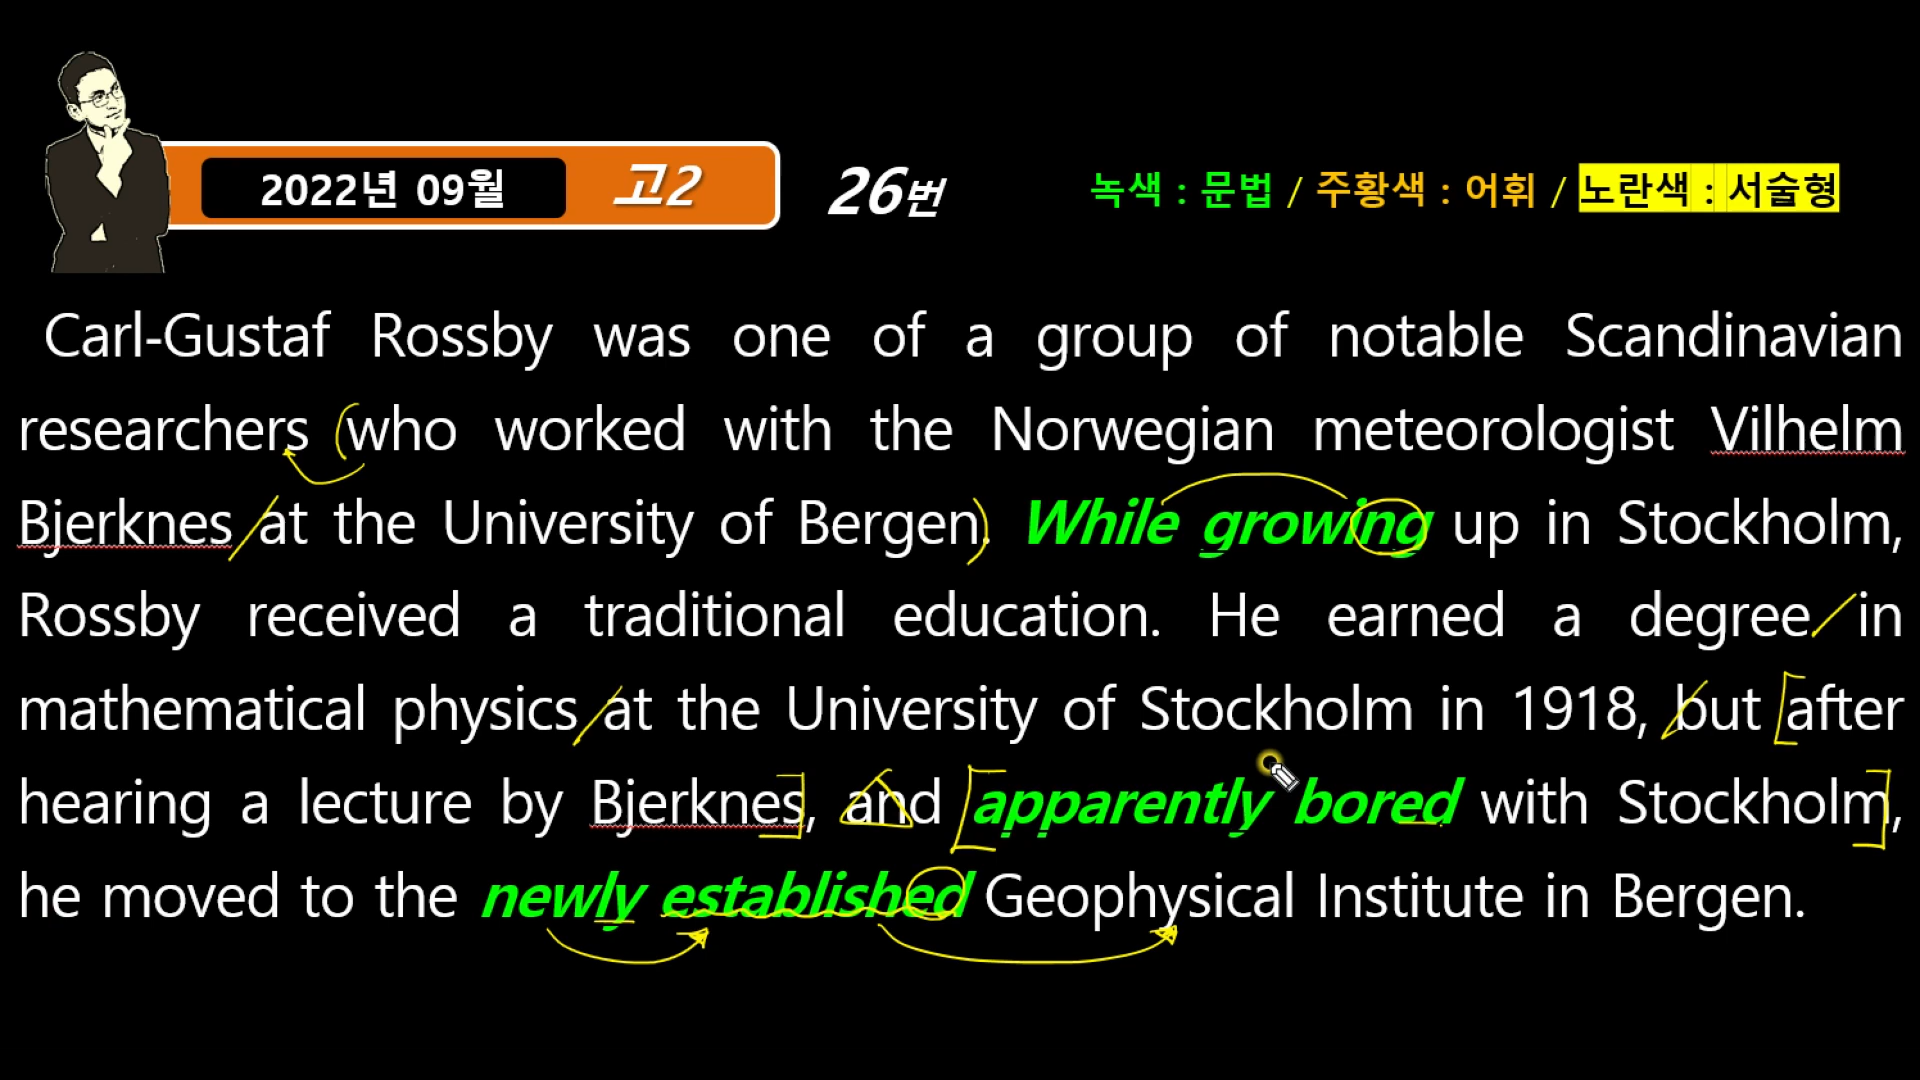 2022년 09월 고2 26번 녹색 : 문법 / 주황색 : 어휘 / 노란색 : 서술형
Carl-Gustaf Rossby was one of a group of notable Scandinavian
researchers who worked with the Norwegian meteorologist Vilhelm
Bjerknes at the University of Bergen. While growing up in Stockholm,
Rossby received a traditional education. He earned a degree in
mathematical physics at the University of Stockholm in 1918, but after
hearing a lecture by Bjerknes, and apparently bored with Stockholm,
he moved to the newly established Geophysical Institute in Bergen.